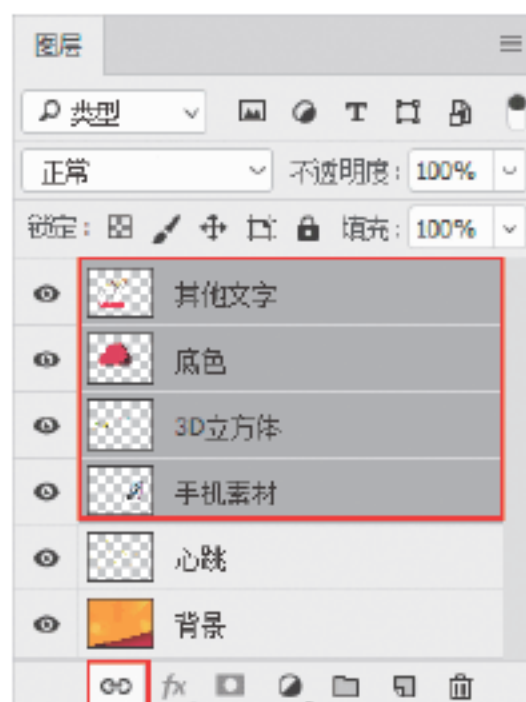 图层
类型
正常 不透明度: 100%
锁定: 填充: 100%
其他文字
底色
3D立方体
手机素材
心跳
背景
fx